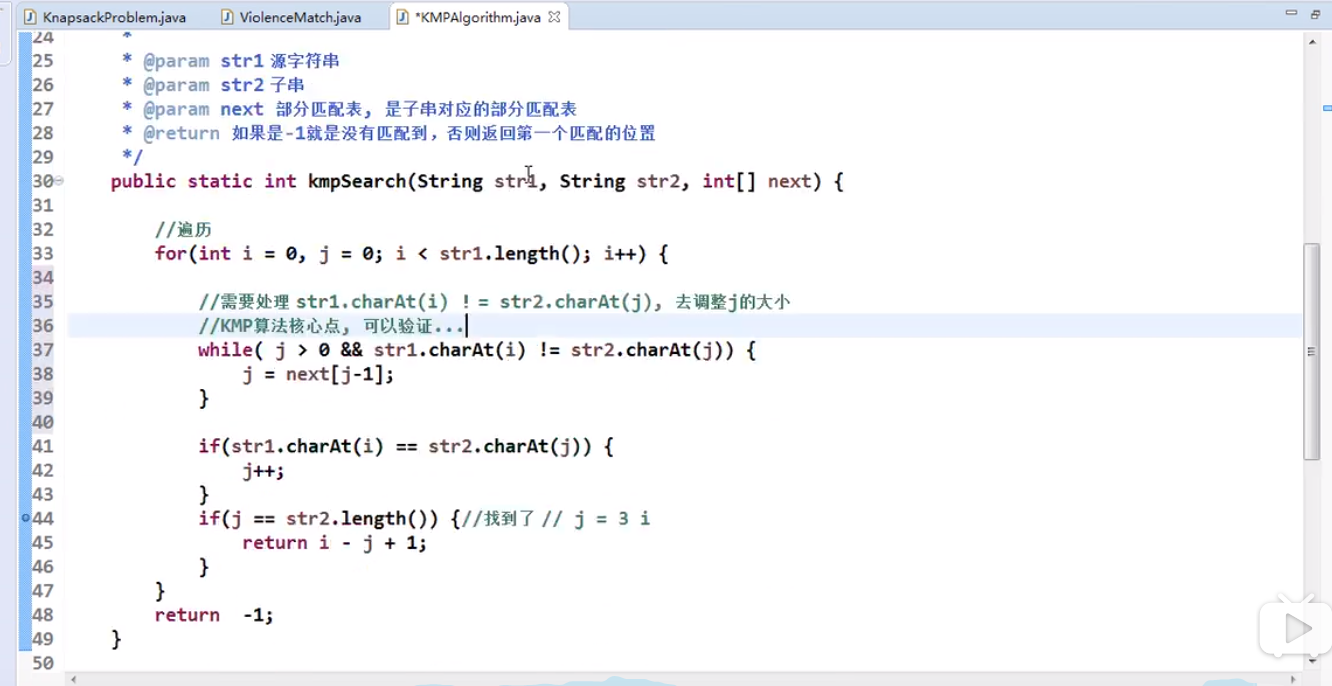 KnapsackProblem.java ViolenceMatch.java *KMPAlgorithm.java
24 *
25 * @param str1 源字符串
26 * @param str2 子串
27 * @param next 部分匹配表, 是子串对应的部分匹配表
28 * @return 如果是-1就是没有匹配到，否则返回第一个匹配的位置
29 */
30 public static int kmpSearch(String str1, String str2, int[] next) {
31
32 //遍历
33 for(int i = 0, j = 0; i < str1.length(); i++) {
34
35 //需要处理 str1.charAt(i) ！= str2.charAt(j), 去调整j的大小
36 //KMP算法核心点, 可以验证...
37 while( j > 0 && str1.charAt(i) != str2.charAt(j)) {
38 j = next[j-1];
39 }
40
41 if(str1.charAt(i) == str2.charAt(j)) {
42 j++;
43 }
44 if(j == str2.length()) {//找到了 // j = 3 i
45 return i - j + 1;
46 }
47 }
48 return -1;
49 }
50